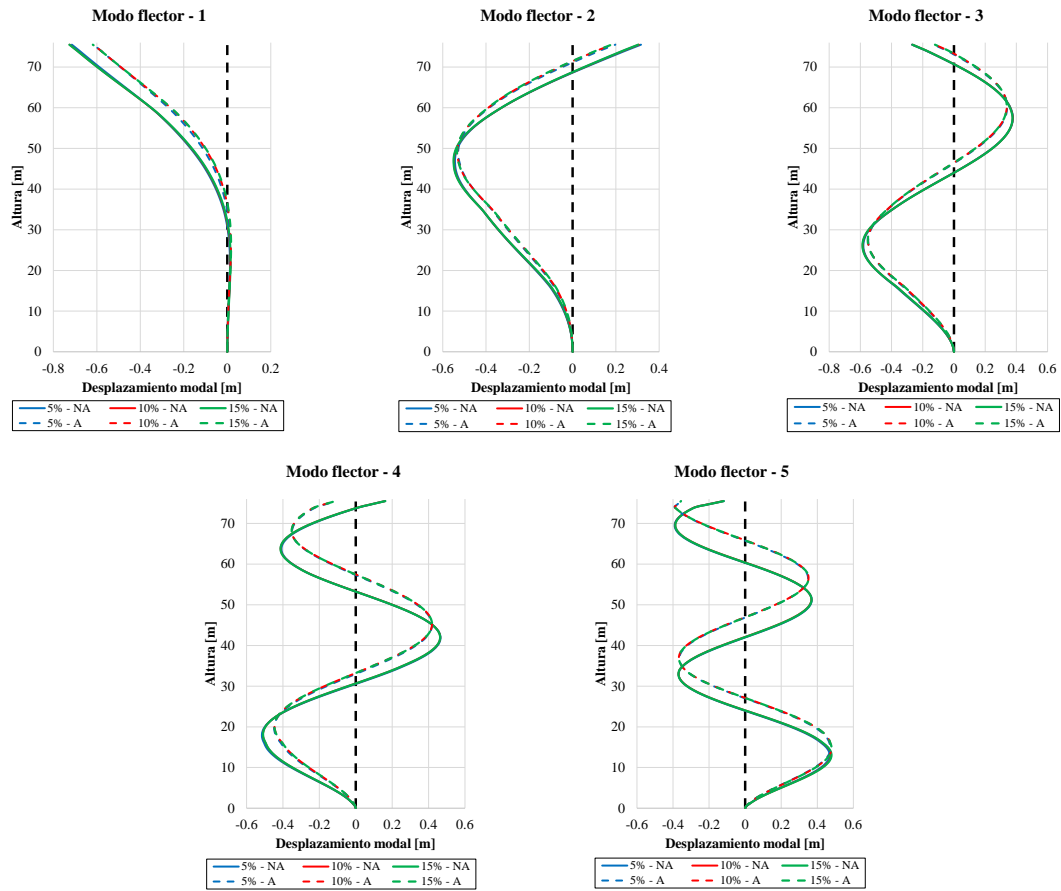 Modo flector - 1
70
60
50
40
30
20
10
0
Altura [m]
-0.8 -0.6 -0.4 -0.2 0 0.2
Desplazamiento modal [m]
5% - NA 10% - NA 15% - NA
5% - A 10% - A 15% - A
Modo flector - 2
70
60
50
40
30
20
10
0
Altura [m]
-0.8 -0.6 -0.4 -0.2 0 0.2 0.4
Desplazamiento modal [m]
5% - NA 10% - NA 15% - NA
5% - A 10% - A 15% - A
Modo flector - 3
70
60
50
40
30
20
10
0
Altura [m]
-0.8 -0.6 -0.4 -0.2 0 0.2 0.4 0.6
Desplazamiento modal [m]
5% - NA 10% - NA 15% - NA
5% - A 10% - A 15% - A
Modo flector - 4
70
60
50
40
30
20
10
0
Altura [m]
-0.6 -0.4 -0.2 0 0.2 0.4 0.6
Desplazamiento modal [m]
5% - NA 10% - NA 15% - NA
5% - A 10% - A 15% - A
Modo flector - 5
70
60
50
40
30
20
10
0
Altura [m]
-0.6 -0.4 -0.2 0 0.2 0.4 0.6
Desplazamiento modal [m]
5% - NA 10% - NA 15% - NA
5% - A 10% - A 15% - A